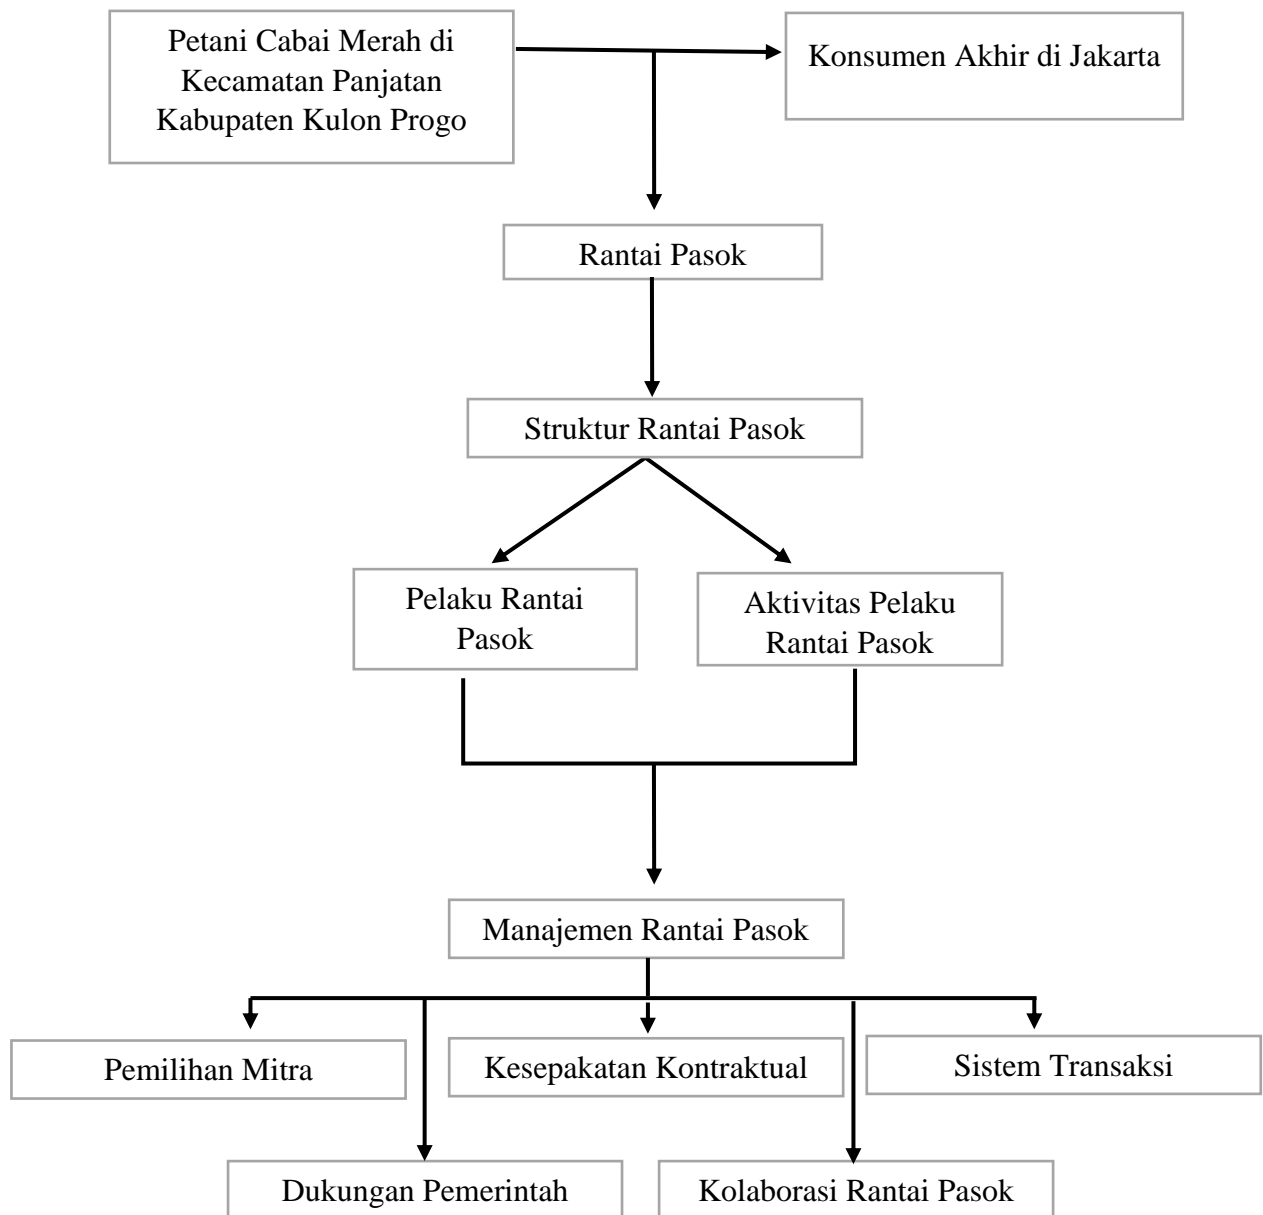 Petani Cabai Merah di
Kecamatan Panjatan
Kabupaten Kulon Progo
Konsumen Akhir di Jakarta
Rantai Pasok
Struktur Rantai Pasok
Pelaku Rantai
Pasok
Aktivitas Pelaku
Rantai Pasok
Manajemen Rantai Pasok
Pemilihan Mitra
Kesepakatan Kontraktual
Sistem Transaksi
Dukungan Pemerintah
Kolaborasi Rantai Pasok